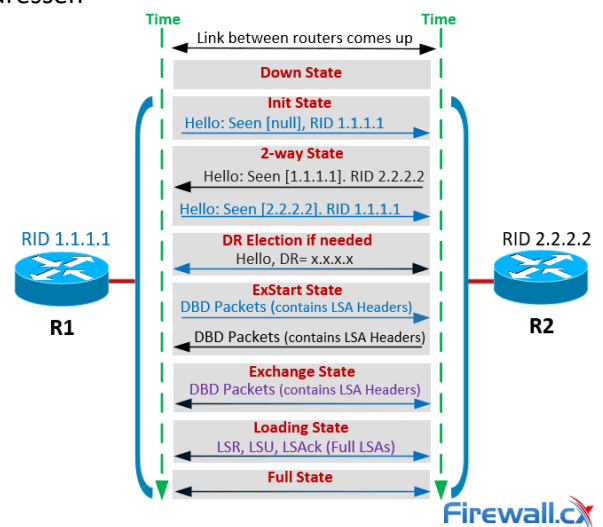 Time
Time
Link between routers comes up
Down State
Init State
Hello: Seen [null], RID 1.1.1.1
2-way State
Hello: Seen [1.1.1.1]. RID 2.2.2.2
Hello: Seen [2.2.2.2]. RID 1.1.1.1
RID 1.1.1.1
R1
DR Election if needed
Hello, DR= x.x.x.x
RID 2.2.2.2
R2
ExStart State
DBD Packets (contains LSA Headers)
DBD Packets (contains LSA Headers)
Exchange State
DBD Packets (contains LSA Headers)
Loading State
LSR, LSU, LSAck (Full LSAs)
Full State
Firewall.cx